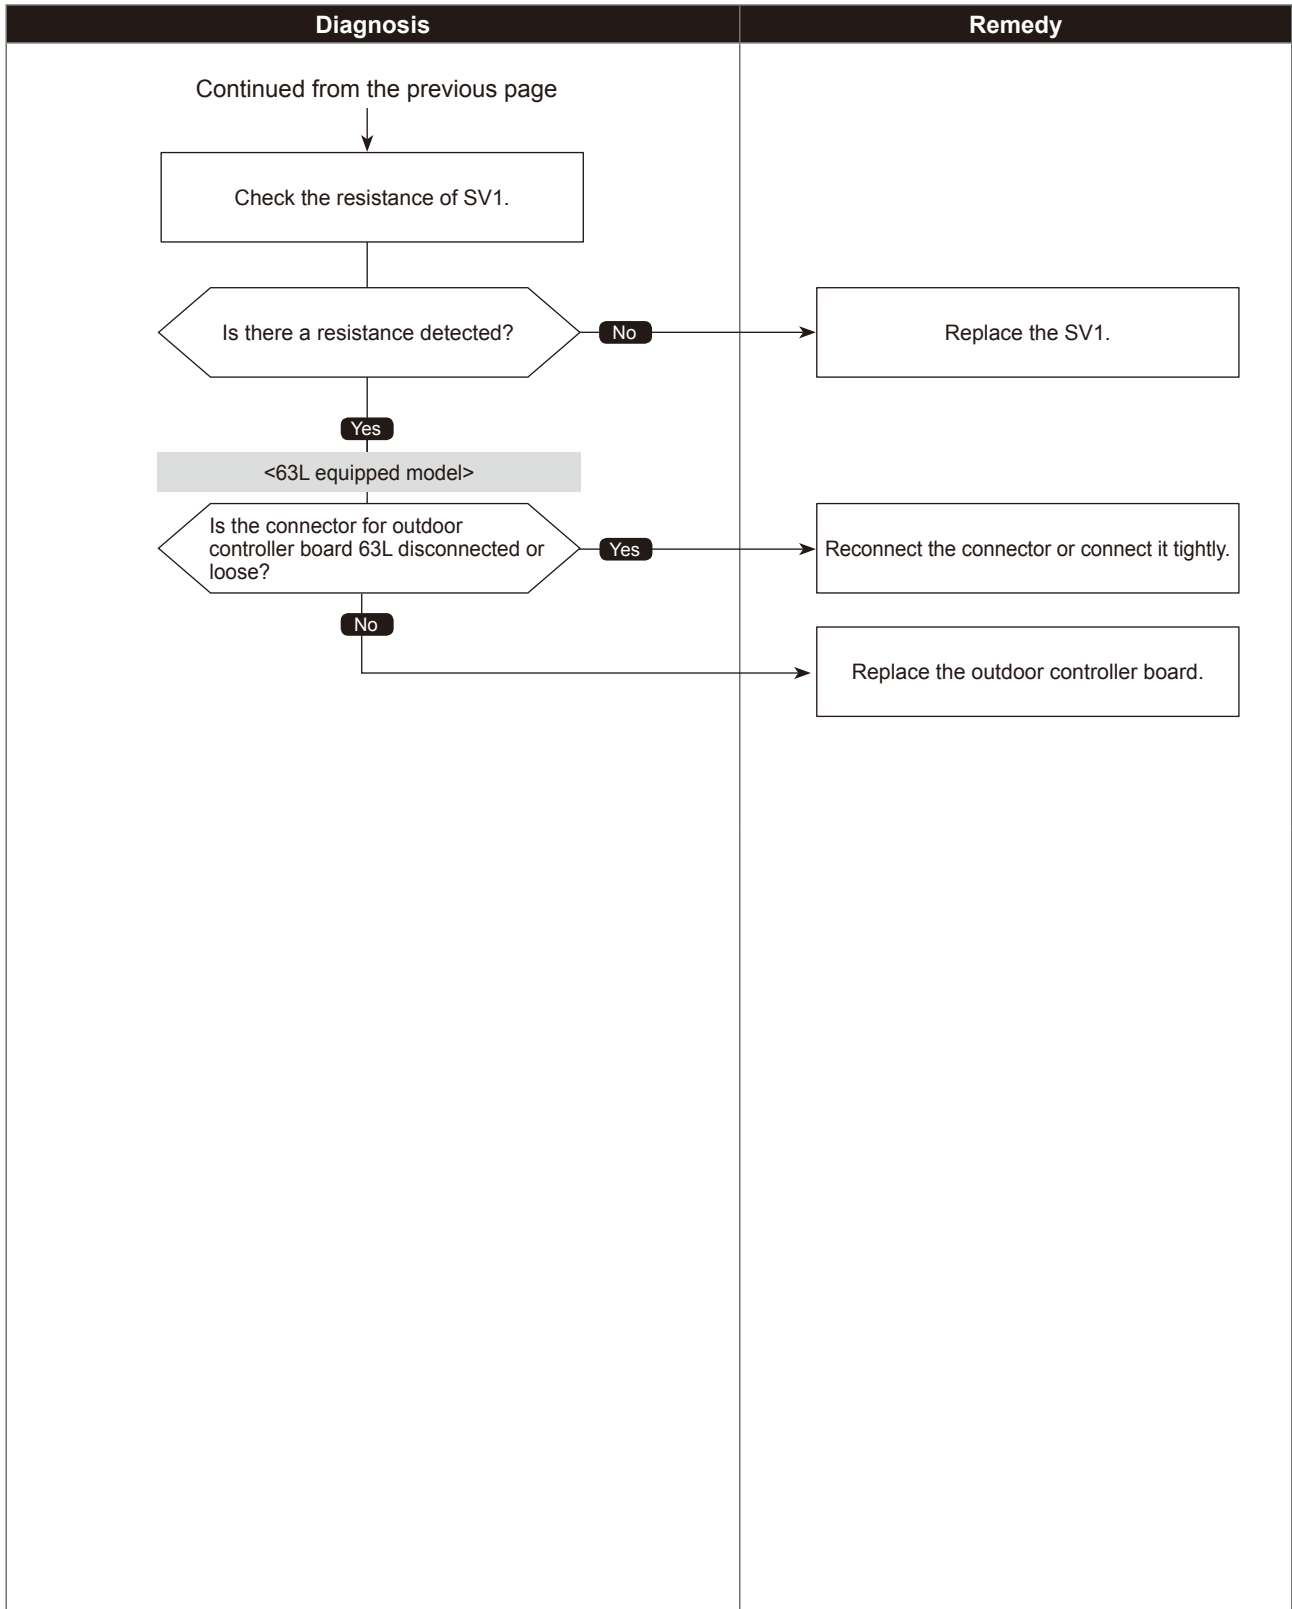 Diagnosis
Remedy
Continued from the previous page
Check the resistance of SV1.
Is there a resistance detected?
No
Replace the SV1.
Yes
<63L equipped model>
Is the connector for outdoor
controller board 63L disconnected or
loose?
Yes
Reconnect the connector or connect it tightly.
No
Replace the outdoor controller board.